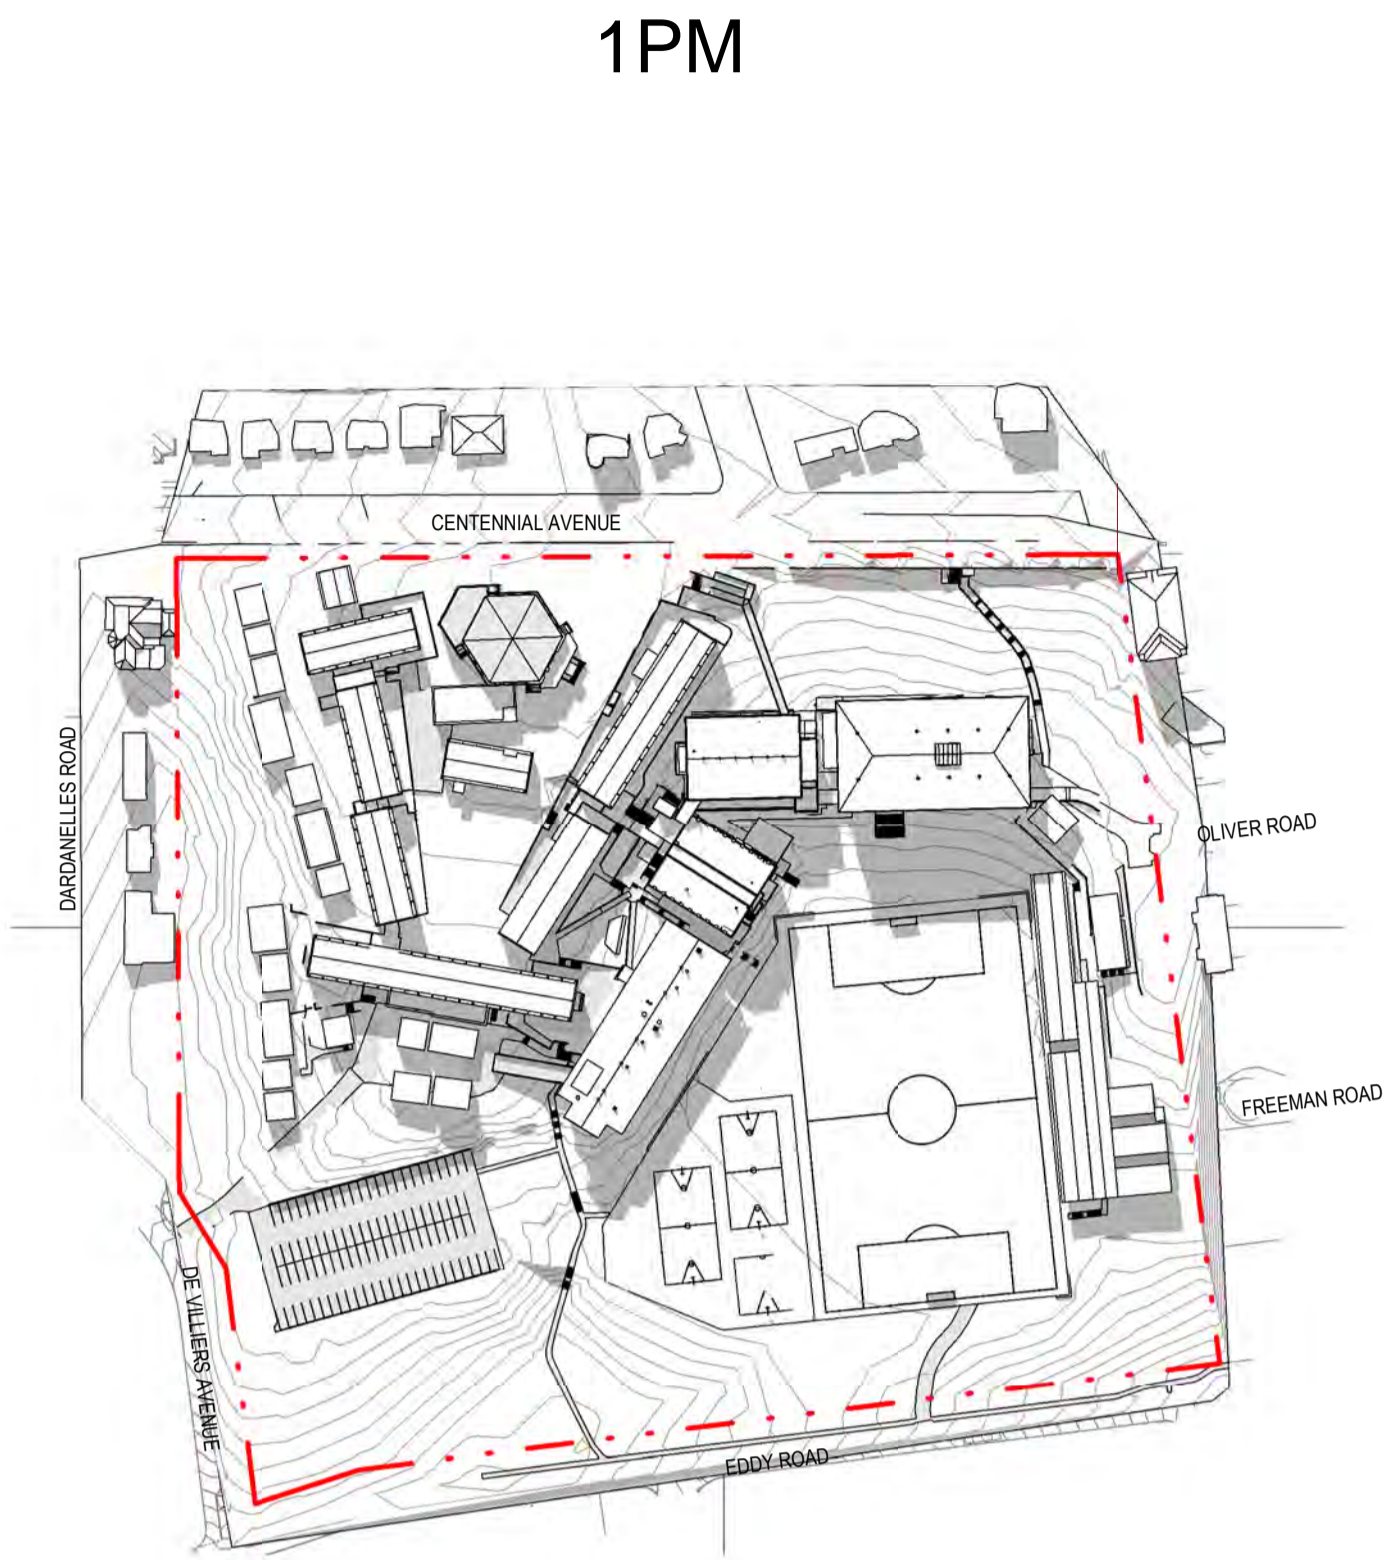 1PM
CENTENNIAL AVENUE
DARDANELLES ROAD
OLIVER ROAD
FREEMAN ROAD
DE VILLIERS AVENUE
EDDY ROAD